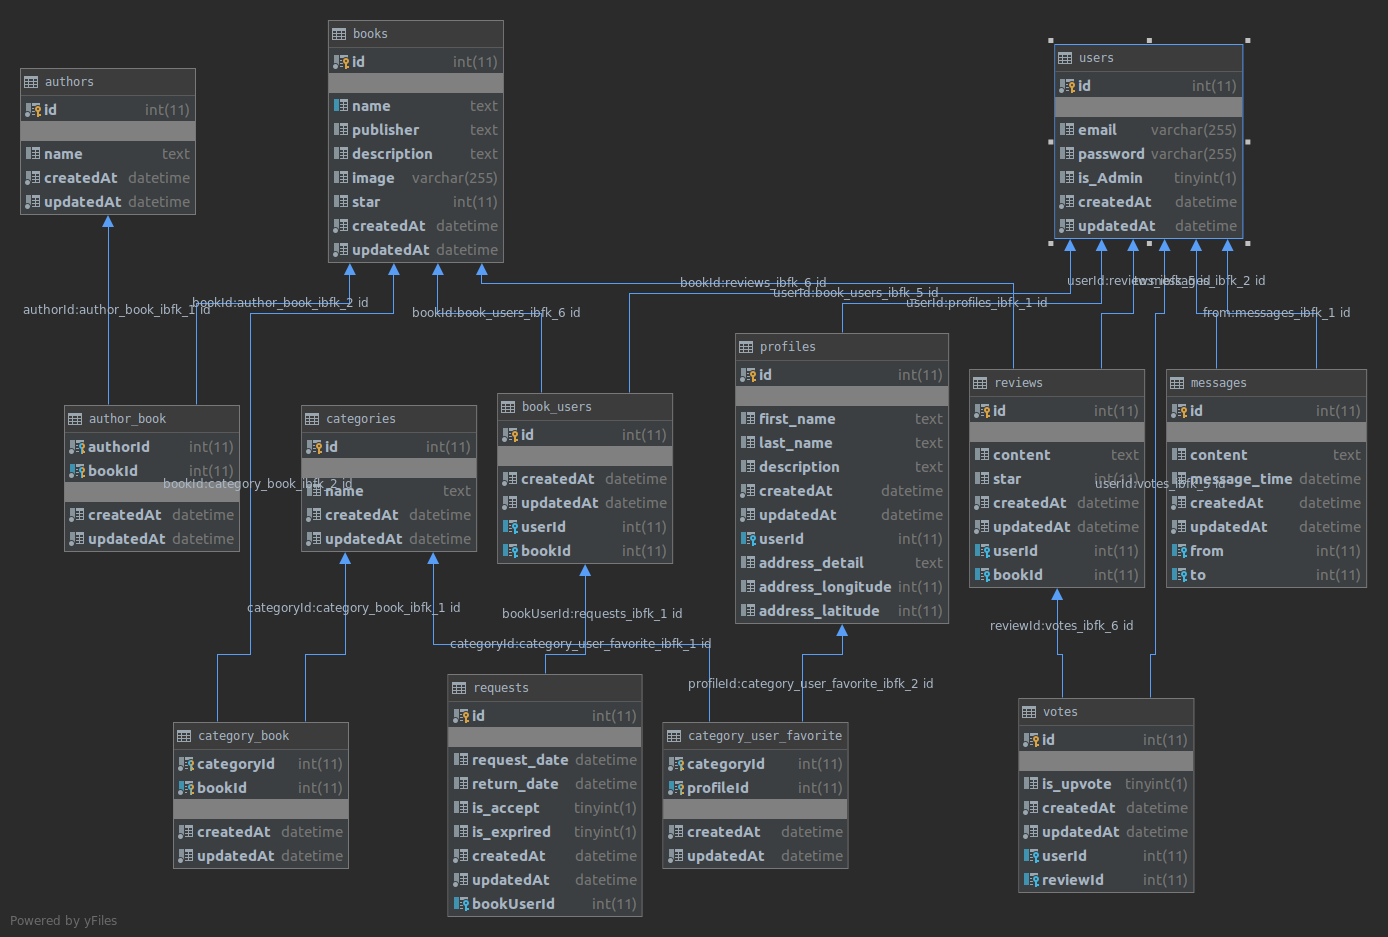 books
id int(11)
name text
publisher text
description text
image varchar(255)
star int(11)
createdAt datetime
updatedAt datetime
users
id int(11)
email varchar(255)
password varchar(255)
is_Admin tinyint(1)
createdAt datetime
updatedAt datetime
authors
id int(11)
name text
createdAt datetime
updatedAt datetime
bookId:reviews_ibfk_6 id
userId:reviews_ibfk_5 id
to:messages_ibfk_2 id
userId:book_users_ibfk_5 id
bookId:author_book_ibfk_2 id
userId:profiles_ibfk_1 id
authorId:author_book_ibfk_1 id
bookId:book_users_ibfk_6 id
from:messages_ibfk_1 id
profiles
id int(11)
first_name text
last_name text
description text
createdAt datetime
updatedAt datetime
userId int(11)
address_detail text
address_longitude int(11)
address_latitude int(11)
reviews
id int(11)
content text
star int(11)
createdAt datetime
updatedAt datetime
userId int(11)
bookId int(11)
messages
id int(11)
content text
message_time datetime
createdAt datetime
updatedAt datetime
from int(11)
to int(11)
book_users
id int(11)
createdAt datetime
updatedAt datetime
userId int(11)
bookId int(11)
author_book
authorId int(11)
bookId int(11)
createdAt datetime
updatedAt datetime
categories
id int(11)
name text
createdAt datetime
updatedAt datetime
bookId:category_book_ibfk_2 id
userId:votes_ibfk_5 id
categoryId:category_book_ibfk_1 id
bookUserId:requests_ibfk_1 id
reviewId:votes_ibfk_6 id
categoryId:category_user_favorite_ibfk_1 id
profileId:category_user_favorite_ibfk_2 id
requests
id int(11)
request_date datetime
return_date datetime
is_accept tinyint(1)
is_exprired tinyint(1)
createdAt datetime
updatedAt datetime
bookUserId int(11)
votes
id int(11)
is_upvote tinyint(1)
createdAt datetime
updatedAt datetime
userId int(11)
reviewId int(11)
category_book
categoryId int(11)
bookId int(11)
createdAt datetime
updatedAt datetime
category_user_favorite
categoryId int(11)
profileId int(11)
createdAt datetime
updatedAt datetime
Powered by yFiles